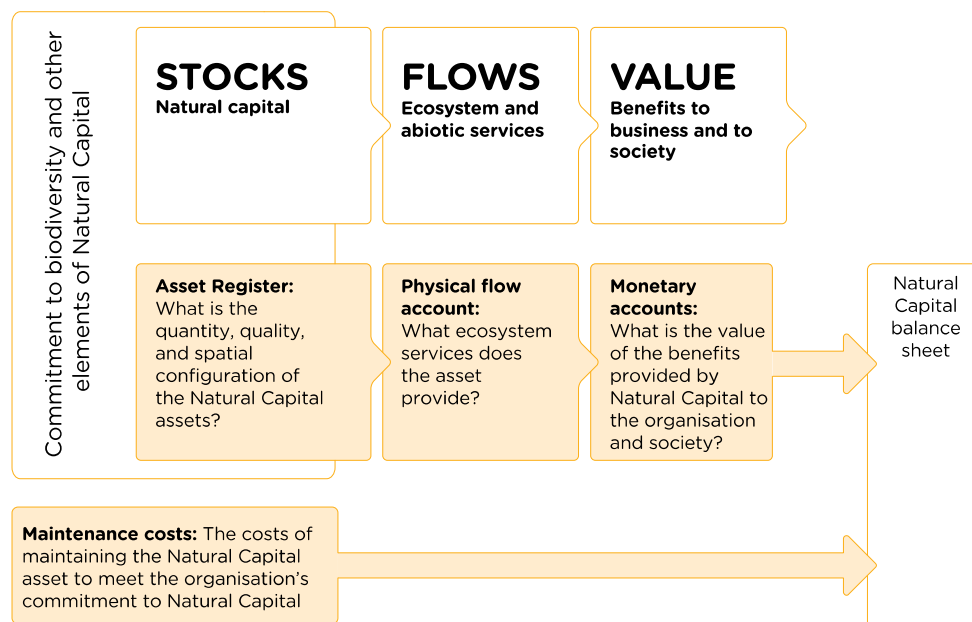 Commitment to biodiversity and other
elements of Natural Capital
STOCKS
Natural capital
FLOWS
Ecosystem and
abiotic services
VALUE
Benefits to
business and to
society
Asset Register:
What is the
quantity, quality,
and spatial
configuration of
the Natural Capital
assets?
Physical flow
account:
What ecosystem
services does
the asset
provide?
Monetary
accounts:
What is the value
of the benefits
provided by
Natural Capital to
the organisation
and society?
Natural
Capital
balance
sheet
Maintenance costs: The costs of
maintaining the Natural Capital
asset to meet the organisation’s
commitment to Natural Capital